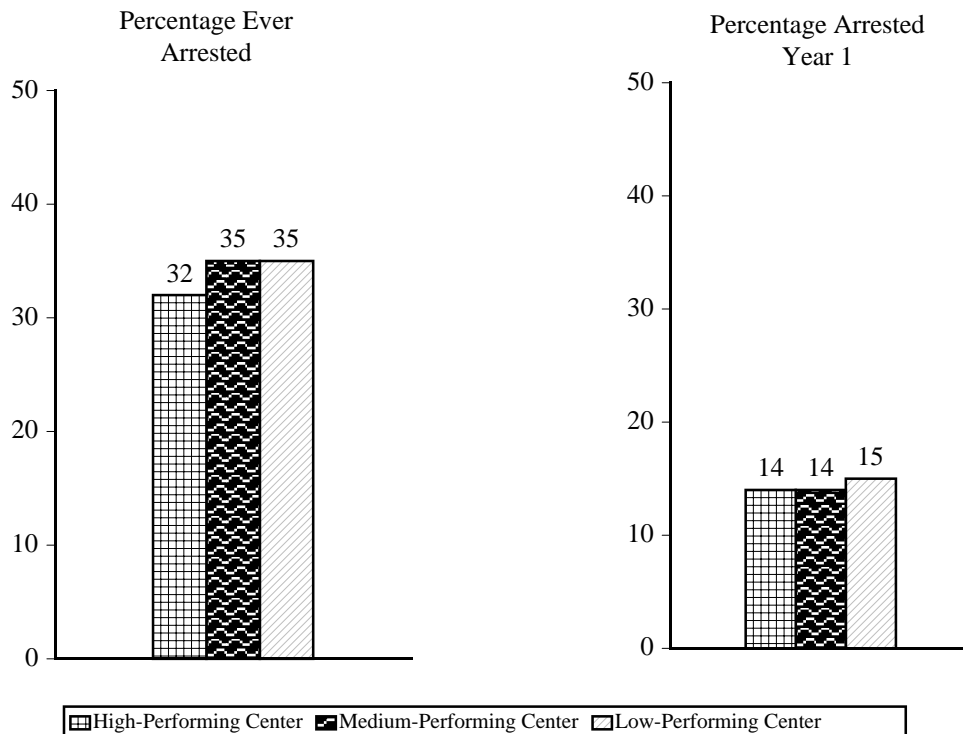 Percentage Ever
Arrested
50
40
30
20
10
0
32
35
35
Percentage Arrested
Year 1
50
40
30
20
10
0
14
14
15
High-Performing Center
Medium-Performing Center
Low-Performing Center